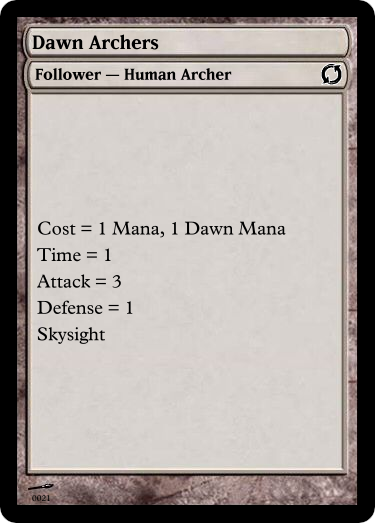 Dawn Archers
Follower — Human Archer
Cost = 1 Mana, 1 Dawn Mana
Time = 1
Attack = 3
Defense = 1
Skysight
0021